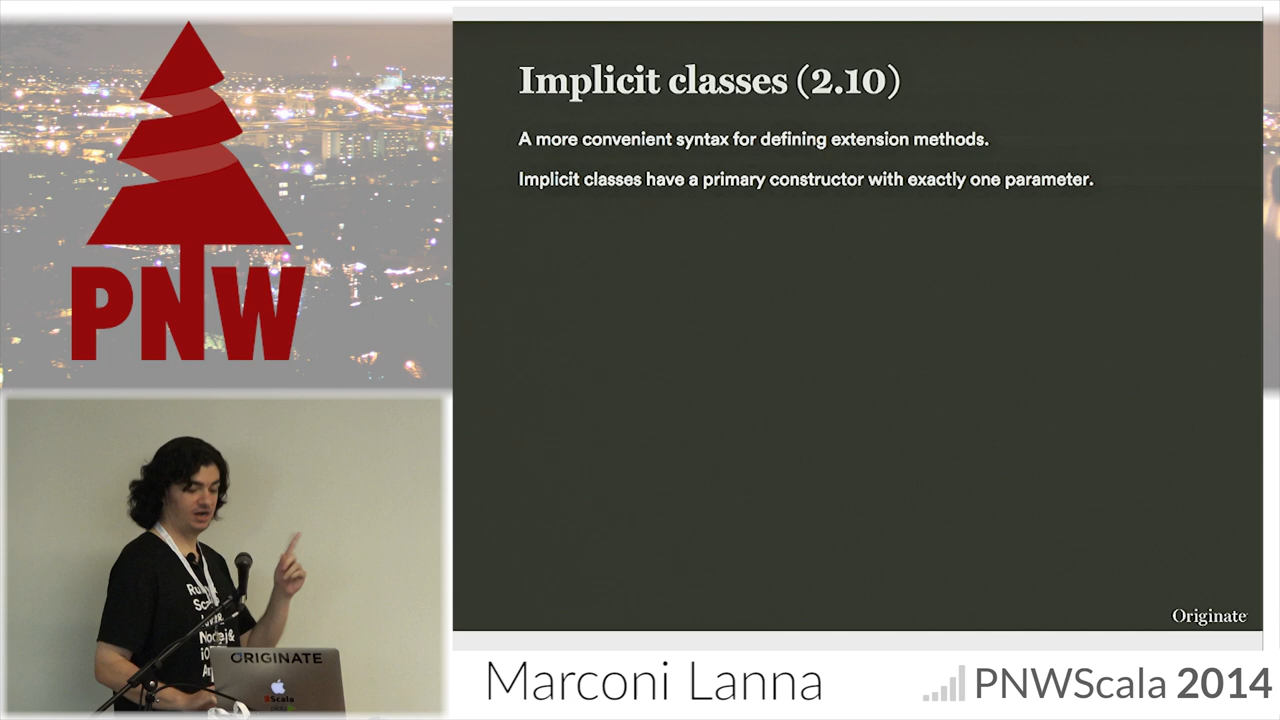 PNW
Implicit classes (2.10)
A more convenient syntax for defining extension methods.
Implicit classes have a primary constructor with exactly one parameter.
Originate
ORIGINATE
Scala
Marconi Lanna
PNWScala 2014